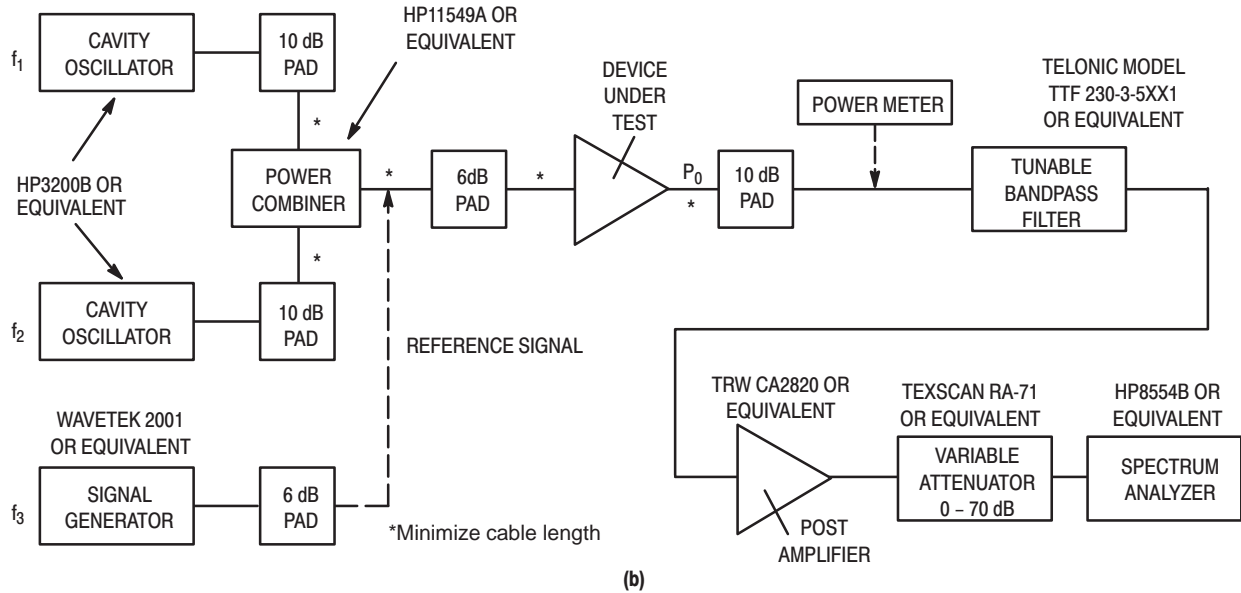 HP11549A OR
EQUIVALENT
f1
CAVITY
OSCILLATOR
10 dB
PAD
*
HP3200B OR
EQUIVALENT
POWER
COMBINER
*
*
f2
CAVITY
OSCILLATOR
10 dB
PAD
6dB
PAD
*
DEVICE
UNDER
TEST
P0
*
10 dB
PAD
POWER METER
TELONIC MODEL
TTF 230-3-5XX1
OR EQUIVALENT
TUNABLE
BANDPASS
FILTER
REFERENCE SIGNAL
WAVETEK 2001
OR EQUIVALENT
f3
SIGNAL
GENERATOR
6 dB
PAD
*Minimize cable length
TRW CA2820 OR
EQUIVALENT
POST
AMPLIFIER
TEXSCAN RA-71
OR EQUIVALENT
VARIABLE
ATTENUATOR
0 – 70 dB
HP8554B OR
EQUIVALENT
SPECTRUM
ANALYZER
(b)